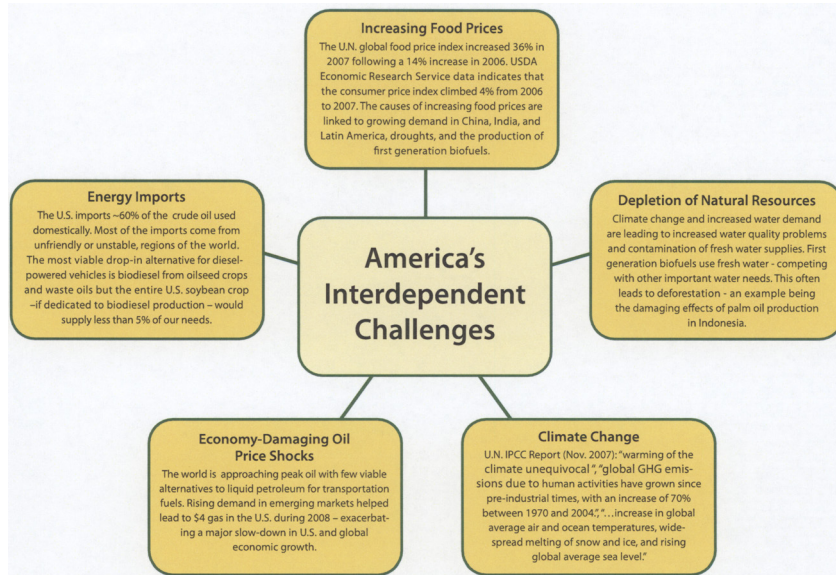 Increasing Food Prices
The U.N. global food price index increased 36% in
2007 following a 14% increase in 2006. USDA
Economic Research Service data indicates that
the consumer price index climbed 4% from 2006
to 2007. The causes of increasing food prices are
linked to growing demand in China, India, and
Latin America, droughts, and the production of
first generation biofuels.
Energy Imports
The U.S. imports ~60% of the crude oil used
domestically. Most of the imports come from
unfriendly or unstable, regions of the world.
The most viable drop-in alternative for diesel-
powered vehicles is biodiesel from oilseed crops
and waste oils but the entire U.S. soybean crop
–if dedicated to biodiesel production – would
supply less than 5% of our needs.
America's
Interdependent
Challenges
Depletion of Natural Resources
Climate change and increased water demand
are leading to increased water quality problems
and contamination of fresh water supplies. First
generation biofuels use fresh water - competing
with other important water needs. This often
leads to deforestation - an example being
the damaging effects of palm oil production
in Indonesia.
Economy-Damaging Oil
Price Shocks
The world is approaching peak oil with few viable
alternatives to liquid petroleum for transportation
fuels. Rising demand in emerging markets helped
lead to $4 gas in the U.S. during 2008 – exacerbat-
ing a major slow-down in U.S. and global
economic growth.
Climate Change
U.N. IPCC Report (Nov. 2007): "warming of the
climate unequivocal", "global GHG emis-
sions due to human activities have grown since
pre-industrial times, with an increase of 70%
between 1970 and 2004.", "…increase in global
average air and ocean temperatures, wide-
spread melting of snow and ice, and rising
global average sea level."